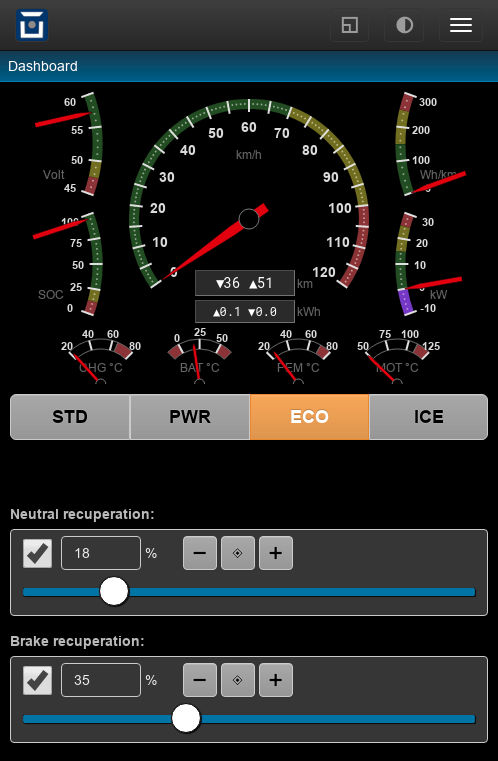 Dashboard
60
55
50
45
Volt
100
75
50
25
0
SOC
0
10
20
30
40
50
60
70
80
90
100
110
120
km/h
▼36 ▲51 km
▲0.1 ▼0.0 kWh
300
200
100
0
Wh/km
30
20
10
0
-10
kW
20
40
60
80
CHG °C
0
25
50
BAT °C
20
40
60
80
PEM °C
50
75
100
125
MOT °C
STD PWR ECO ICE
Neutral recuperation:
18 % − +
Brake recuperation:
35 % − +